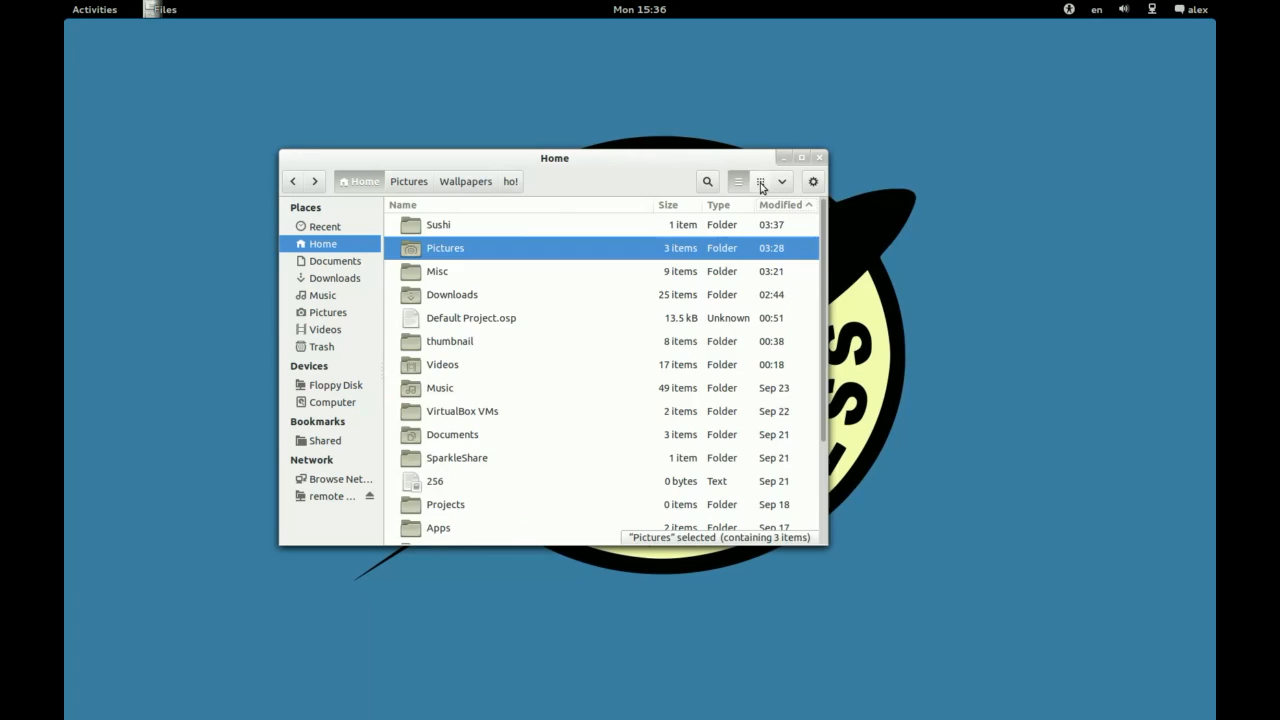 Activities Files Mon 15:36 en alex
Home
Home Pictures Wallpapers ho!
Places
Recent
Home
Documents
Downloads
Music
Pictures
Videos
Trash
Devices
Floppy Disk
Computer
Bookmarks
Shared
Network
Browse Net...
remote ...
Name Size Type Modified
Sushi 1 item Folder 03:37
Pictures 3 items Folder 03:28
Misc 9 items Folder 03:21
Downloads 25 items Folder 02:44
Default Project.osp 13.5 kB Unknown 00:51
thumbnail 8 items Folder 00:38
Videos 17 items Folder 00:18
Music 49 items Folder Sep 23
VirtualBox VMs 2 items Folder Sep 22
Documents 3 items Folder Sep 21
SparkleShare 1 item Folder Sep 21
256 0 bytes Text Sep 21
Projects 0 items Folder Sep 18
Apps 2 items Folder Sep 17
"Pictures" selected (containing 3 items)